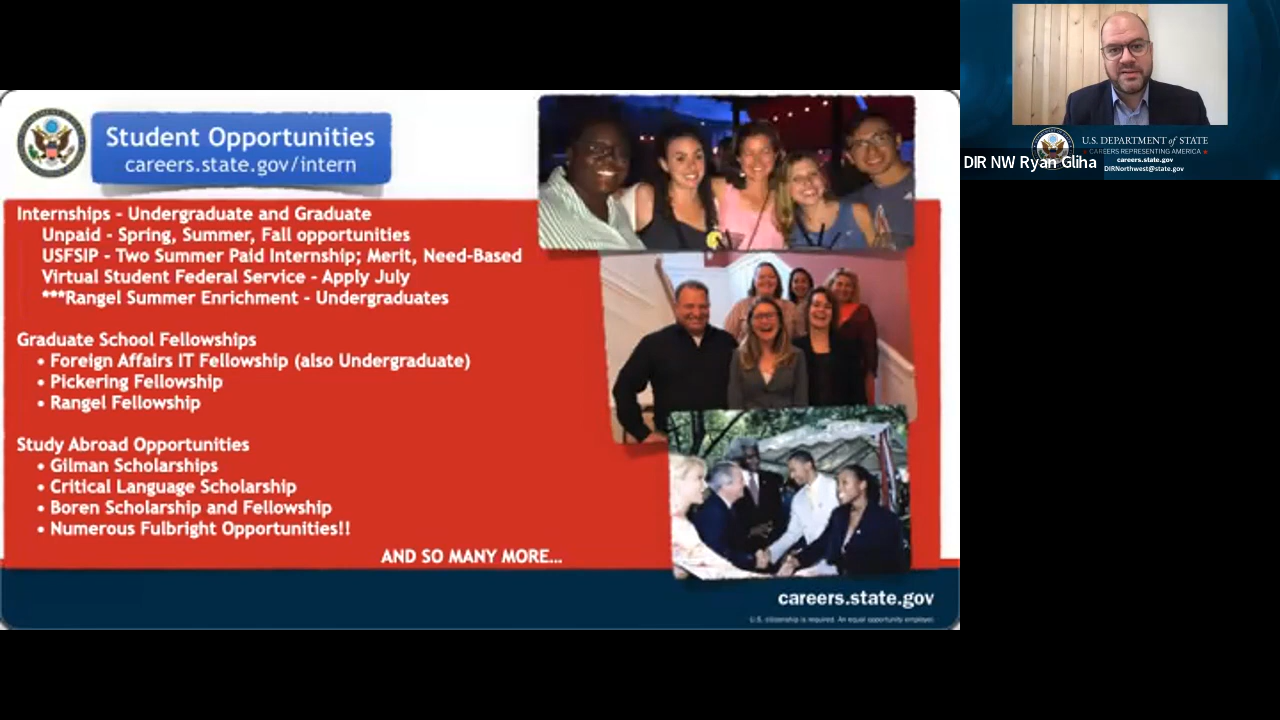 Student Opportunities
careers.state.gov/intern
Internships - Undergraduate and Graduate
Unpaid - Spring, Summer, Fall opportunities
USFSIP - Two Summer Paid Internship; Merit, Need-Based
Virtual Student Federal Service - Apply July
***Rangel Summer Enrichment - Undergraduates
Graduate School Fellowships
• Foreign Affairs IT Fellowship (also Undergraduate)
• Pickering Fellowship
• Rangel Fellowship
Study Abroad Opportunities
• Gilman Scholarships
• Critical Language Scholarship
• Boren Scholarship and Fellowship
• Numerous Fulbright Opportunities!!
AND SO MANY MORE...
careers.state.gov
U.S. citizenship is required. An equal opportunity employer.
U.S. DEPARTMENT of STATE
CAREERS REPRESENTING AMERICA
careers.state.gov
DIRNorthwest@state.gov
DIR NW Ryan Gliha